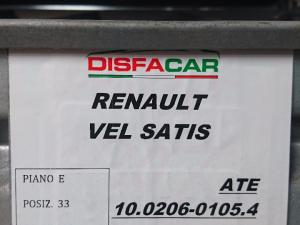 DISFACAR
RENAULT
VEL SATIS
PIANO E
POSIZ. 33
ATE
10.0206-0105.4